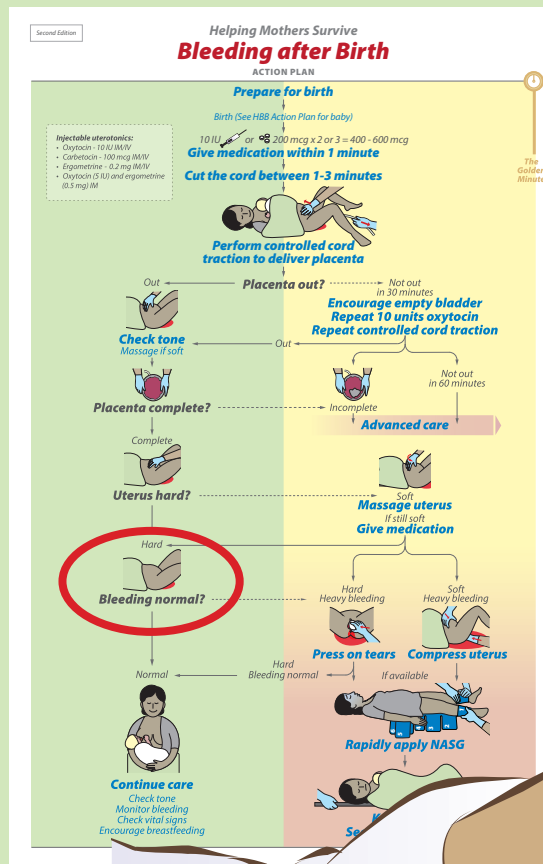 Second Edition
Helping Mothers Survive
Bleeding after Birth
ACTION PLAN
Prepare for birth
Birth (See HBB Action Plan for baby)
Injectable uterotonics:
• Oxytocin - 10 IU IM/IV
• Carbetocin - 100 mcg IM/IV
• Ergometrine – 0.2 mg IM/IV
• Oxytocin (5 IU) and ergometrine
(0.5 mg) IM
10 IU or 200 mcg x 2 or 3 = 400 - 600 mcg
Give medication within 1 minute
The
Golden
Minute
Cut the cord between 1-3 minutes
Perform controlled cord
traction to deliver placenta
Out
Placenta out?
Not out
in 30 minutes
Encourage empty bladder
Repeat 10 units oxytocin
Repeat controlled cord traction
Check tone
Massage if soft
Out
Not out
in 60 minutes
Placenta complete?
Incomplete
Advanced care
Complete
Uterus hard?
Soft
Massage uterus
If still soft
Give medication
Hard
Bleeding normal?
Hard
Heavy bleeding
Soft
Heavy bleeding
Press on tears
Compress uterus
Normal
Hard
Bleeding normal
If available
Rapidly apply NASG
Continue care
Check tone
Monitor bleeding
Check vital signs
Encourage breastfeeding